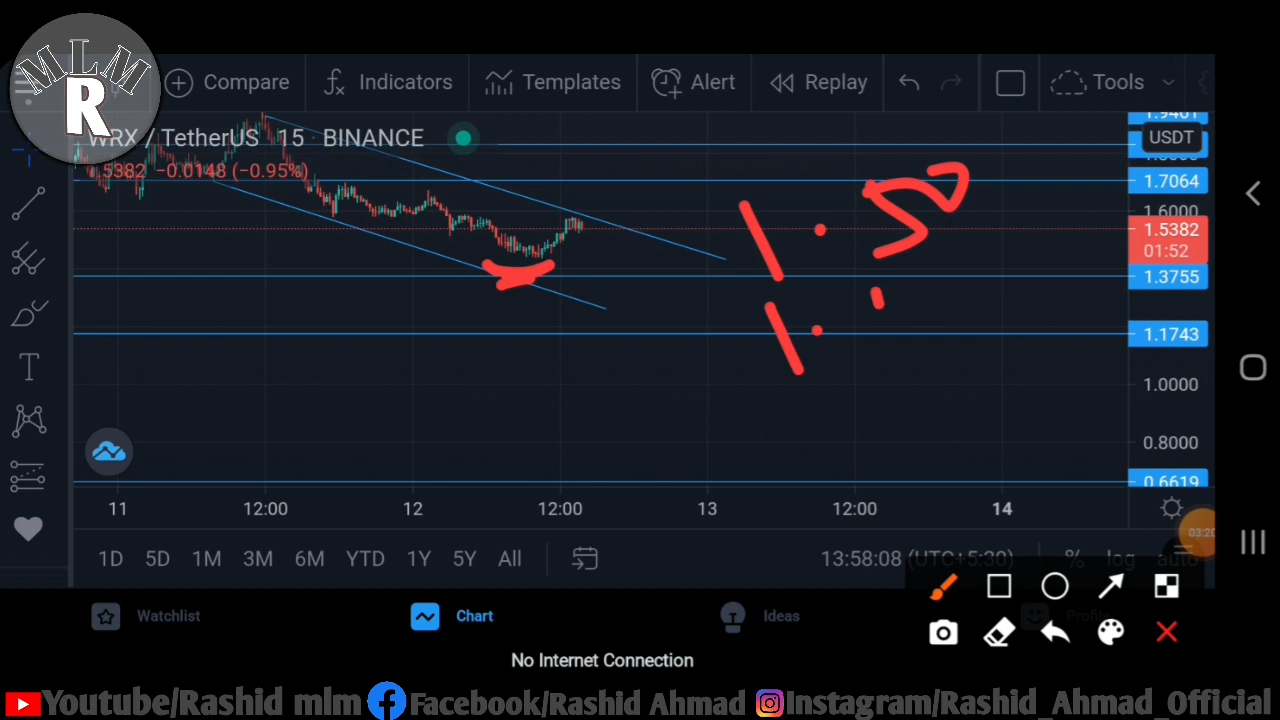 MLM
R
Compare
Indicators
Templates
Alert
Replay
Tools
WRX / TetherUS 15 · BINANCE
5382 −0.0148 (−0.95%)
USDT
1.7064
1.6000
1.5382
01:52
1.3755
1.1743
1.0000
0.8000
0.6619
11 12:00 12 12:00 13 12:00 14
03:20
1D 5D 1M 3M 6M YTD 1Y 5Y All
13:58:08 (UTC+5:30) % log auto
Watchlist
Chart
Ideas
No Internet Connection
Youtube/Rashid mlm Facebook/Rashid Ahmad Instagram/Rashid_Ahmad_Official